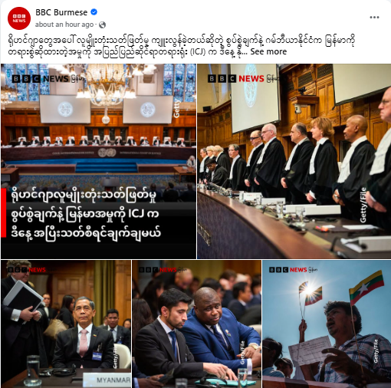 BBC Burmese
about an hour ago
ရိုဟင်ဂျာတွေအပေါ် လူမျိုးတုံးသတ်ဖြတ်မှု ကျူးလွန်ခဲ့တယ်ဆိုတဲ့ စွပ်စွဲချက်နဲ့ ဂမ်ဘီယာနိုင်ငံက မြန်မာကို
တရားစွဲဆိုထားတဲ့အမှုကို အပြည်ပြည်ဆိုင်ရာတရားရုံး (ICJ) က ဒီနေ့ နို... See more
BBC NEWS မြန်မာ
Getty
ရိုဟင်ဂျာလူမျိုးတုံးသတ်ဖြတ်မှု
စွပ်စွဲချက်နဲ့ မြန်မာအမှုကို ICJ က
ဒီနေ့ အပြီးသတ်စီရင်ချက်ချမယ်
BBC NEWS မြန်မာ
Getty/File
BBC NEWS မြန်မာ
Getty/File
MYANMAR
BBC NEWS မြန်မာ
Getty/File
BBC NEWS မြန်မာ
Getty/File